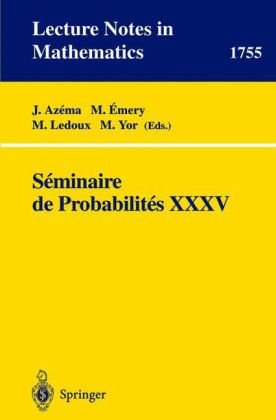 Lecture Notes in
Mathematics
1755
J. Azéma M. Émery
M. Ledoux M. Yor (Eds.)
Séminaire
de Probabilités XXXV
Springer